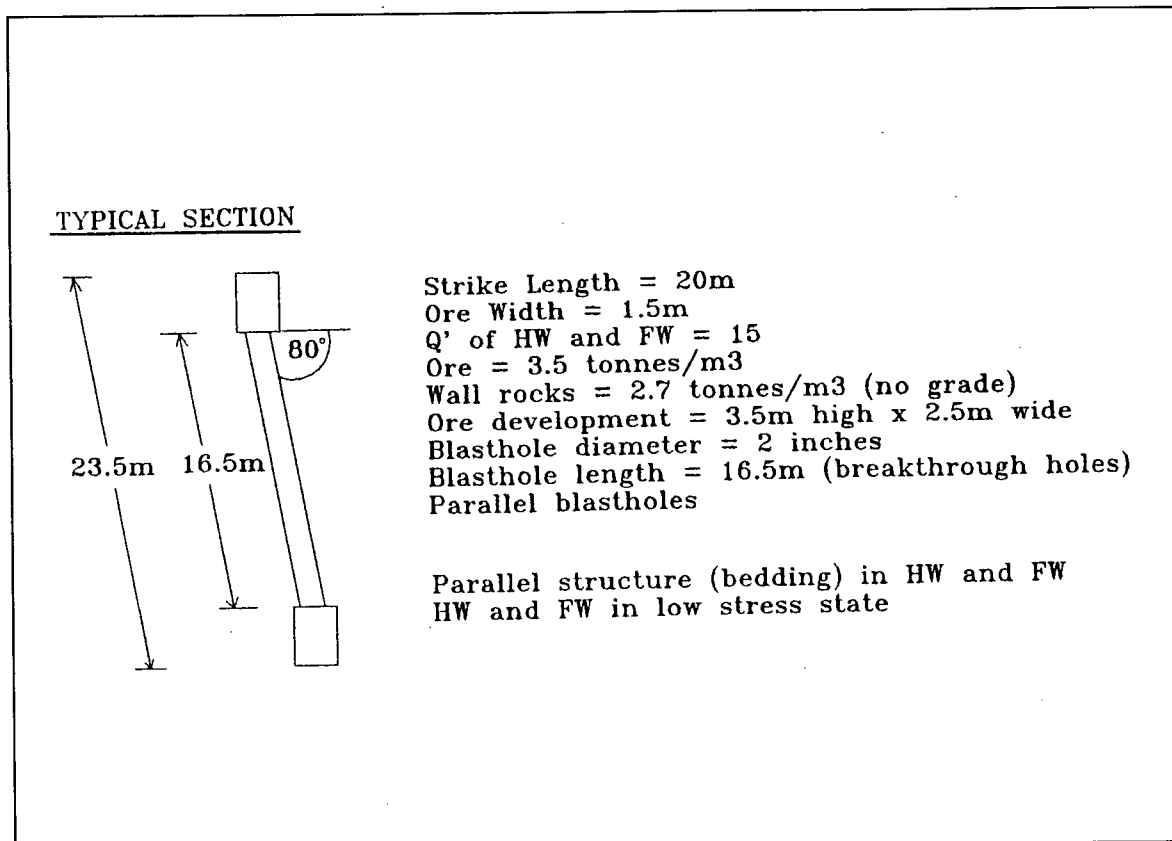 TYPICAL SECTION
Strike Length = 20m
Ore Width = 1.5m
Q' of HW and FW = 15
80°
Ore = 3.5 tonnes/m3
Wall rocks = 2.7 tonnes/m3 (no grade)
Ore development = 3.5m high x 2.5m wide
23.5m 16.5m
Blasthole diameter = 2 inches
Blasthole length = 16.5m (breakthrough holes)
Parallel blastholes
Parallel structure (bedding) in HW and FW
HW and FW in low stress state